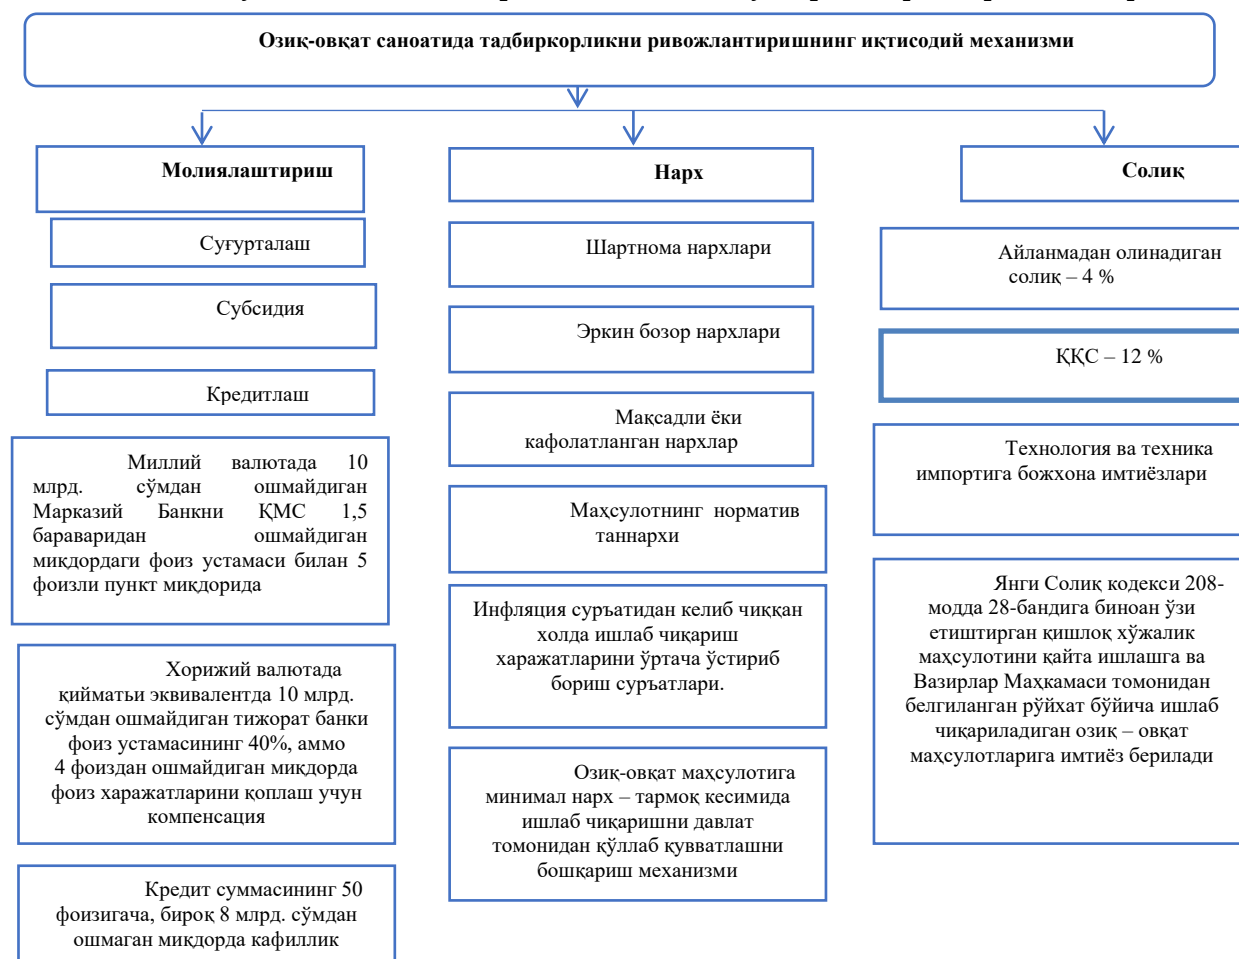 Озиқ-овқат саноатида тадбиркорликни ривожлантиришнинг иқтисодий механизми
Молиялаштириш
Суғурталаш
Субсидия
Кредитлаш
Миллий валютада 10
млрд. сўмдан ошмайдиган
Марказий Банкни ҚМС 1,5
бараваридан ошмайдиган
миқдордаги фоиз устамаси билан 5
фоизли пункт миқдорида
Хорижий валютада
қийматьи эквивалентда 10 млрд.
сўмдан ошмайдиган тижорат банки
фоиз устамасининг 40%, аммо
4 фоиздан ошмайдиган миқдорда
фоиз харажатларини қоплаш учун
компенсация
Кредит суммасининг 50
фоизигача, бироқ 8 млрд. сўмдан
ошмаган миқдорда кафиллик
Нарх
Шартнома нархлари
Эркин бозор нархлари
Мақсадли ёки
кафолатланган нархлар
Маҳсулотнинг норматив
таннархи
Инфляция суръатидан келиб чиққан
холда ишлаб чиқариш
харажатларини ўртача ўстириб
бориш суръатлари.
Озиқ-овқат маҳсулотига
минимал нарх – тармоқ кесимида
ишлаб чиқаришни давлат
томонидан қўллаб қувватлашни
бошқариш механизми
Солиқ
Айланмадан олинадиган
солиқ – 4 %
ҚҚС – 12 %
Технология ва техника
импортига божхона имтиёзлари
Янги Солиқ кодекси 208-
модда 28-бандига биноан ўзи
етиштирган қишлоқ хўжалик
маҳсулотини қайта ишлашга ва
Вазирлар Маҳкамаси томонидан
белгиланган рўйхат бўйича ишлаб
чиқариладиган озиқ – овқат
маҳсулотларига имтиёз берилади